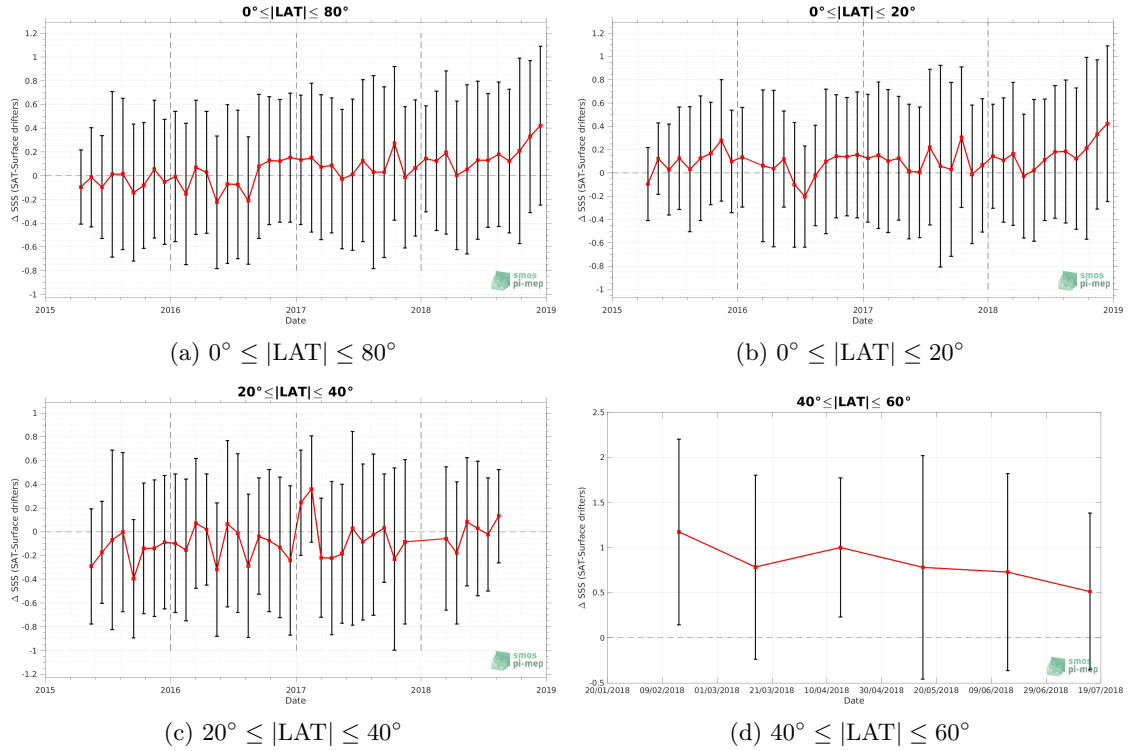 0°≤|LAT|≤ 80°
Δ SSS (SAT-Surface drifters)
1.2
1
0.8
0.6
0.4
0.2
0
-0.2
-0.4
-0.6
-0.8
-1
2015 2016 2017 2018 2019
Date
smos
pi-mep
(a) 0° ≤ |LAT| ≤ 80°
0°≤|LAT|≤ 20°
Δ SSS (SAT-Surface drifters)
1.2
1
0.8
0.6
0.4
0.2
0
-0.2
-0.4
-0.6
-0.8
-1
2015 2016 2017 2018 2019
Date
smos
pi-mep
(b) 0° ≤ |LAT| ≤ 20°
20°≤|LAT|≤ 40°
Δ SSS (SAT-Surface drifters)
1
0.8
0.6
0.4
0.2
0
-0.2
-0.4
-0.6
-0.8
-1
-1.2
2015 2016 2017 2018 2019
Date
smos
pi-mep
(c) 20° ≤ |LAT| ≤ 40°
40°≤|LAT|≤ 60°
Δ SSS (SAT-Surface drifters)
2.5
2
1.5
1
0.5
0
-0.5
20/01/2018 09/02/2018 01/03/2018 21/03/2018 10/04/2018 30/04/2018 20/05/2018 09/06/2018 29/06/2018 19/07/2018
Date
smos
pi-mep
(d) 40° ≤ |LAT| ≤ 60°